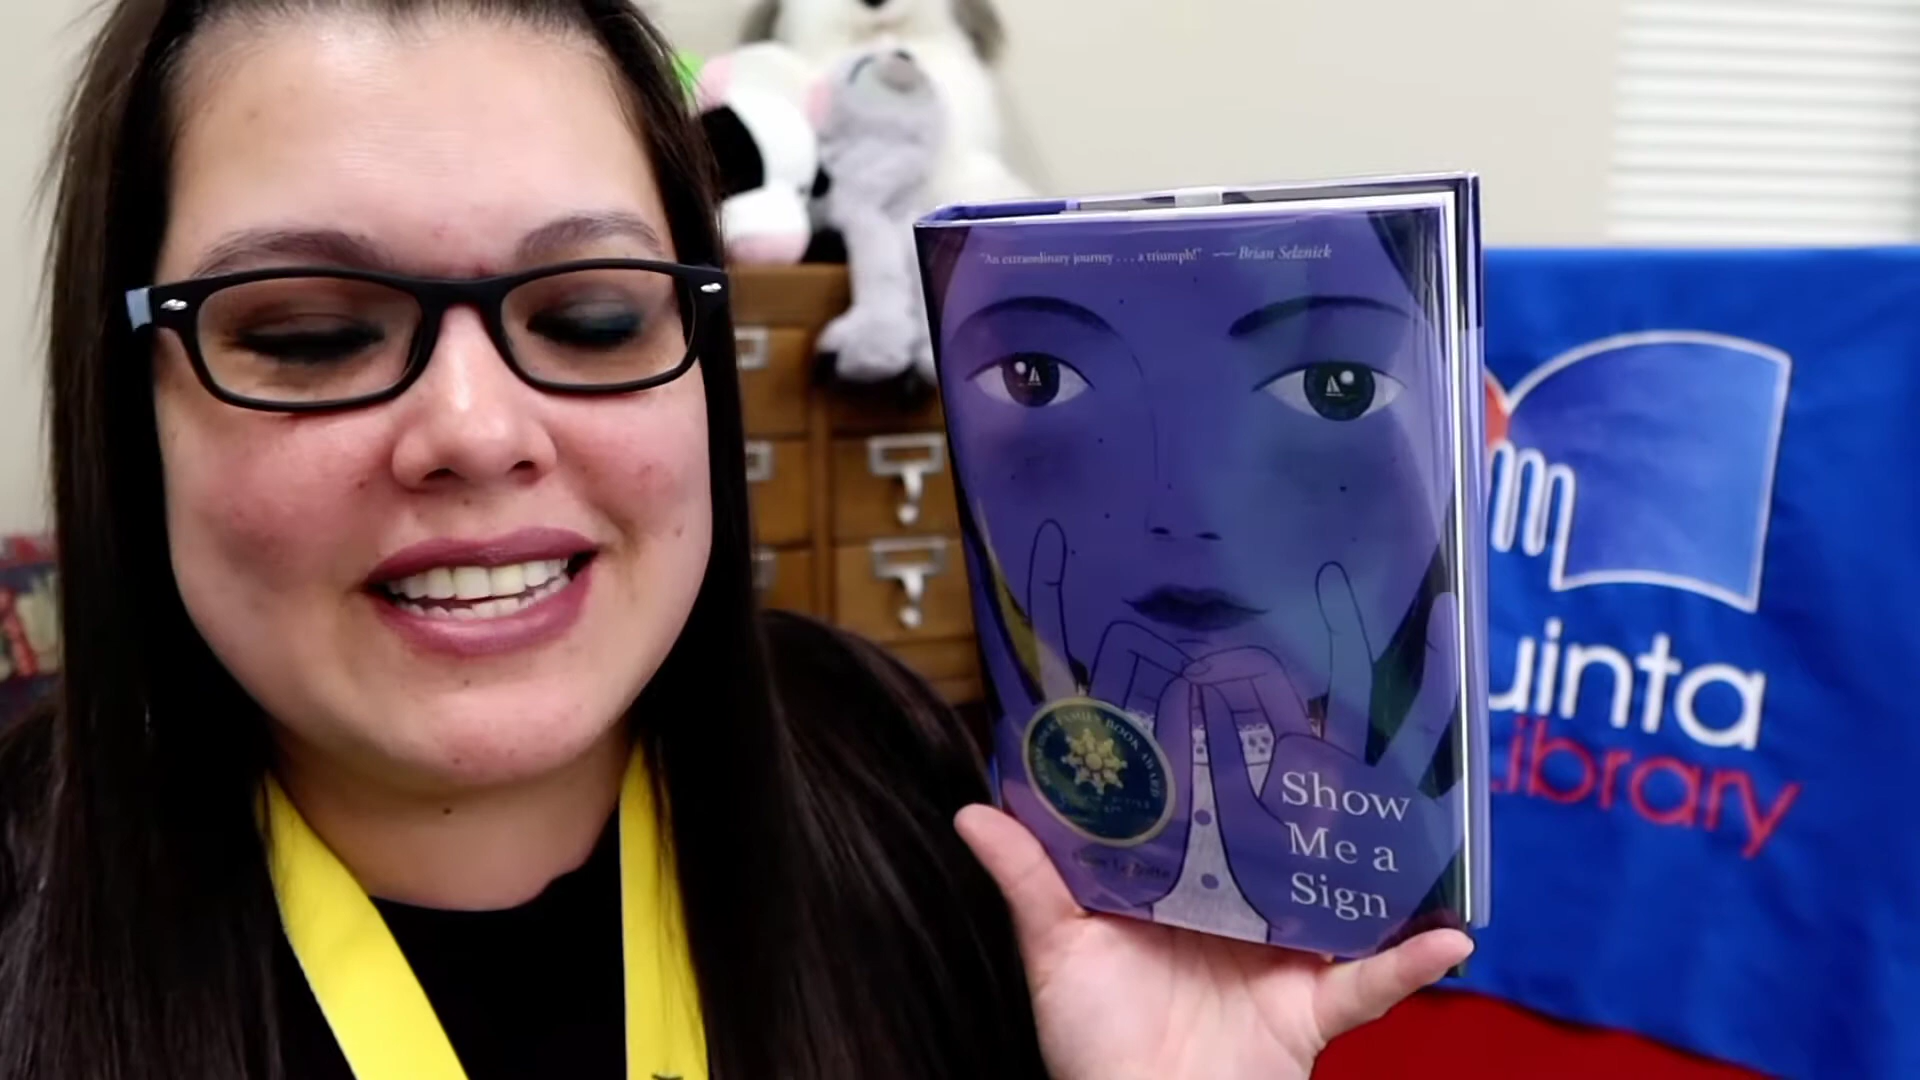 "An extraordinary journey . . . a triumph!" —Brian Selznick
Show
Me a
Sign
uinta
library